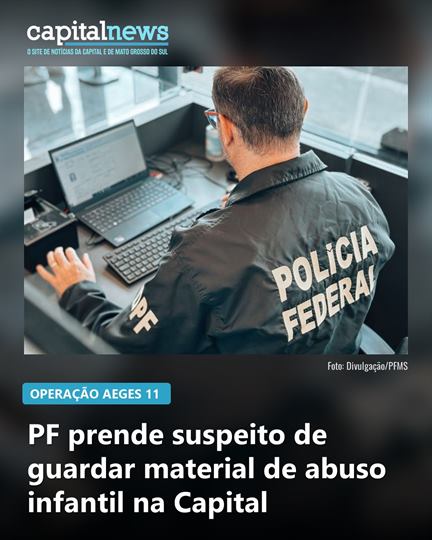 capitalnews
O SITE DE NOTÍCIAS DA CAPITAL E DE MATO GROSSO DO SUL
POLÍCIA
FEDERAL
PF
Foto: Divulgação/PFMS
OPERAÇÃO AEGES 11
PF prende suspeito de
guardar material de abuso
infantil na Capital